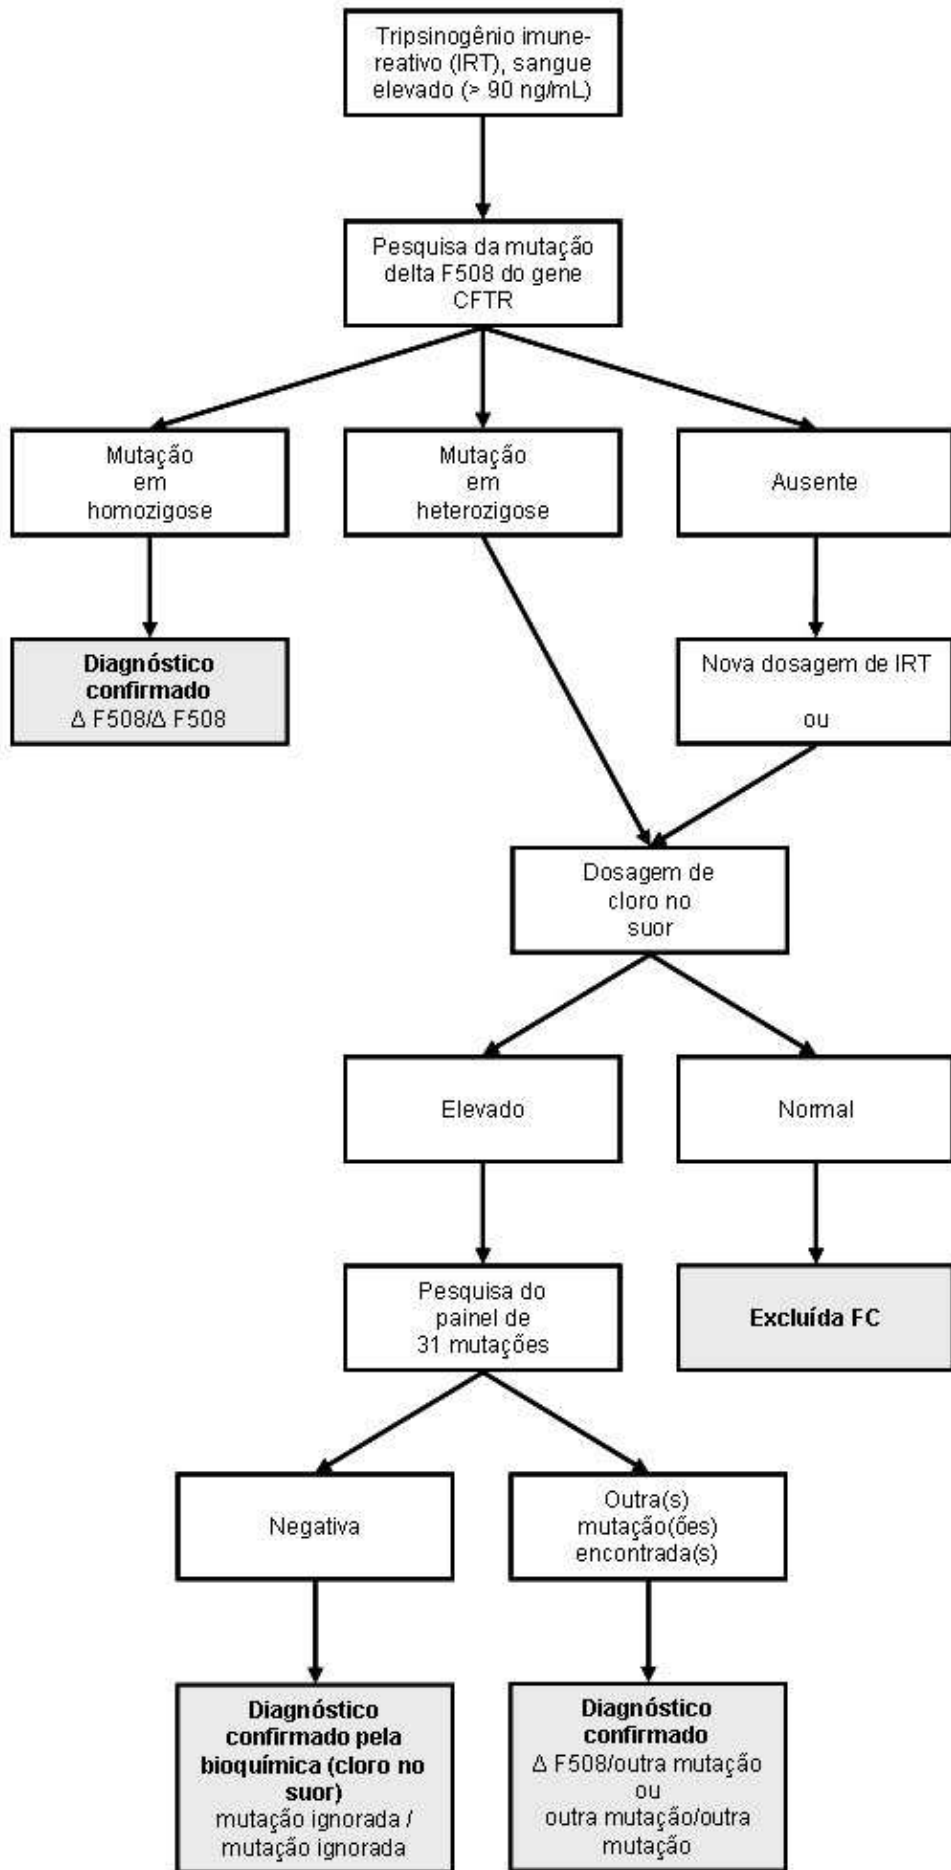 Tripsinogênio imune-
reativo (IRT), sangue
elevado (> 90 ng/mL)
Pesquisa da mutação
delta F508 do gene
CFTR
Mutação
em
homozigose
Mutação
em
heterozigose
Ausente
Diagnóstico
confirmado
Δ F508/Δ F508
Nova dosagem de IRT
ou
Dosagem de
cloro no
suor
Elevado
Normal
Pesquisa do
painel de
31 mutações
Excluída FC
Negativa
Outra(s)
mutação(ões)
encontrada(s)
Diagnóstico
confirmado pela
bioquímica (cloro no
suor)
mutação ignorada /
mutação ignorada
Diagnóstico
confirmado
Δ F508/outra mutação
ou
outra mutação/outra
mutação